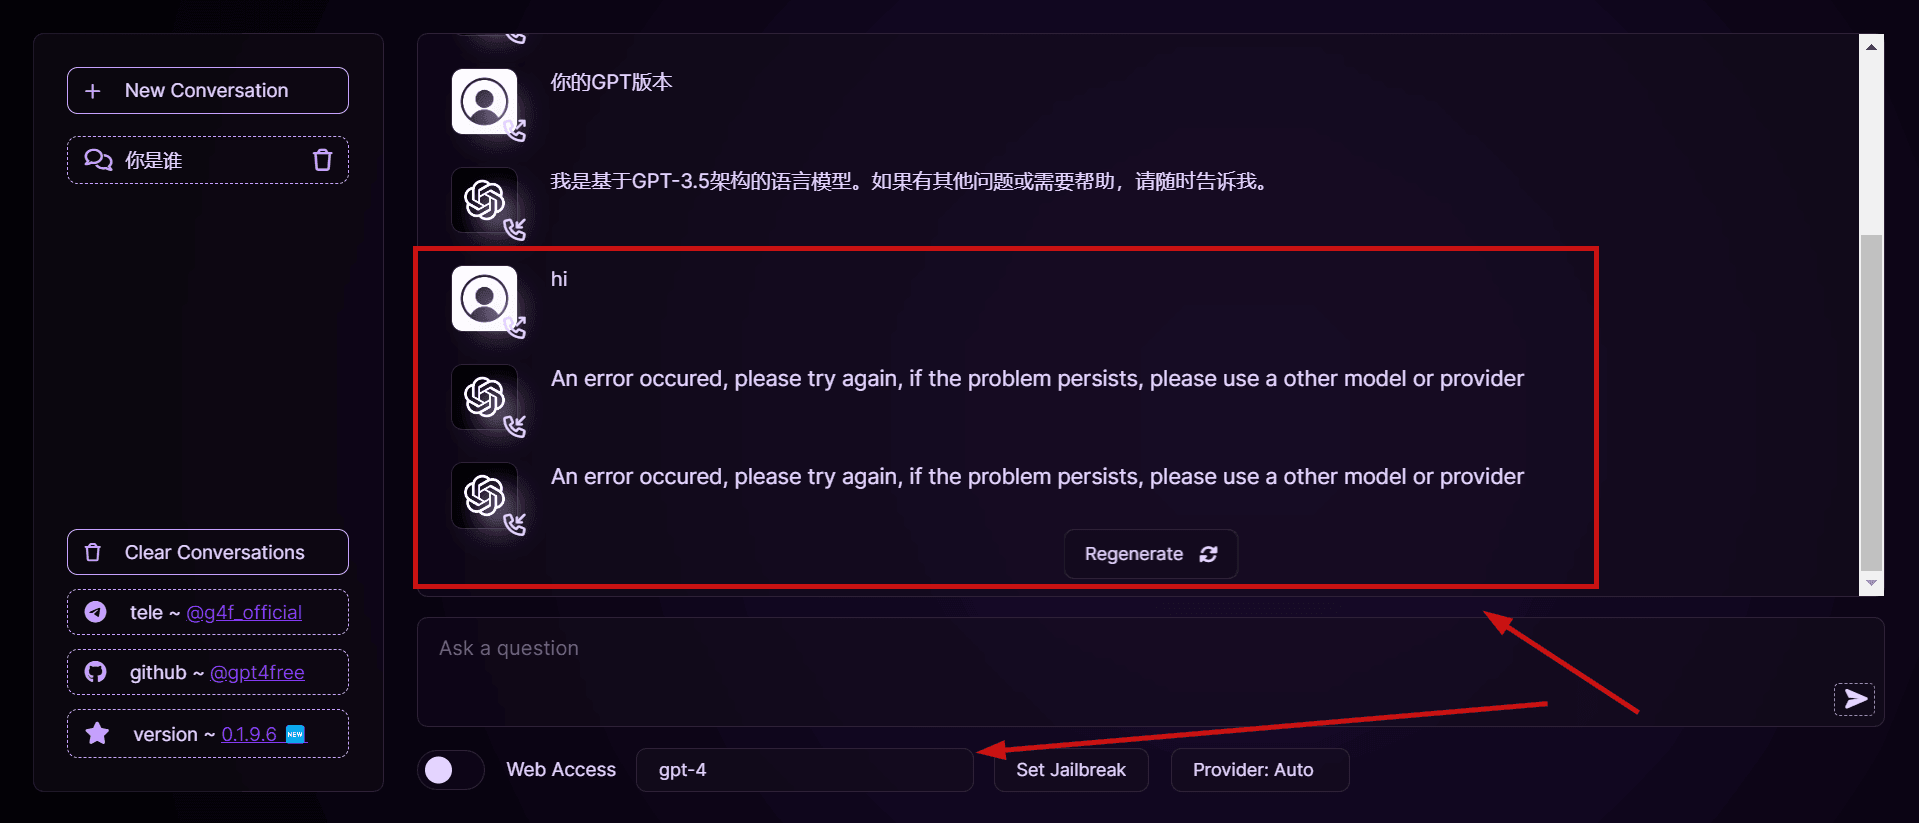 New Conversation
你是谁
Clear Conversations
tele ~ @g4f_official
github ~ @gpt4free
version ~ 0.1.9.6 NEW
你的GPT版本
我是基于GPT-3.5架构的语言模型。如果有其他问题或需要帮助，请随时告诉我。
hi
An error occured, please try again, if the problem persists, please use a other model or provider
An error occured, please try again, if the problem persists, please use a other model or provider
Regenerate
Ask a question
Web Access
gpt-4
Set Jailbreak
Provider: Auto